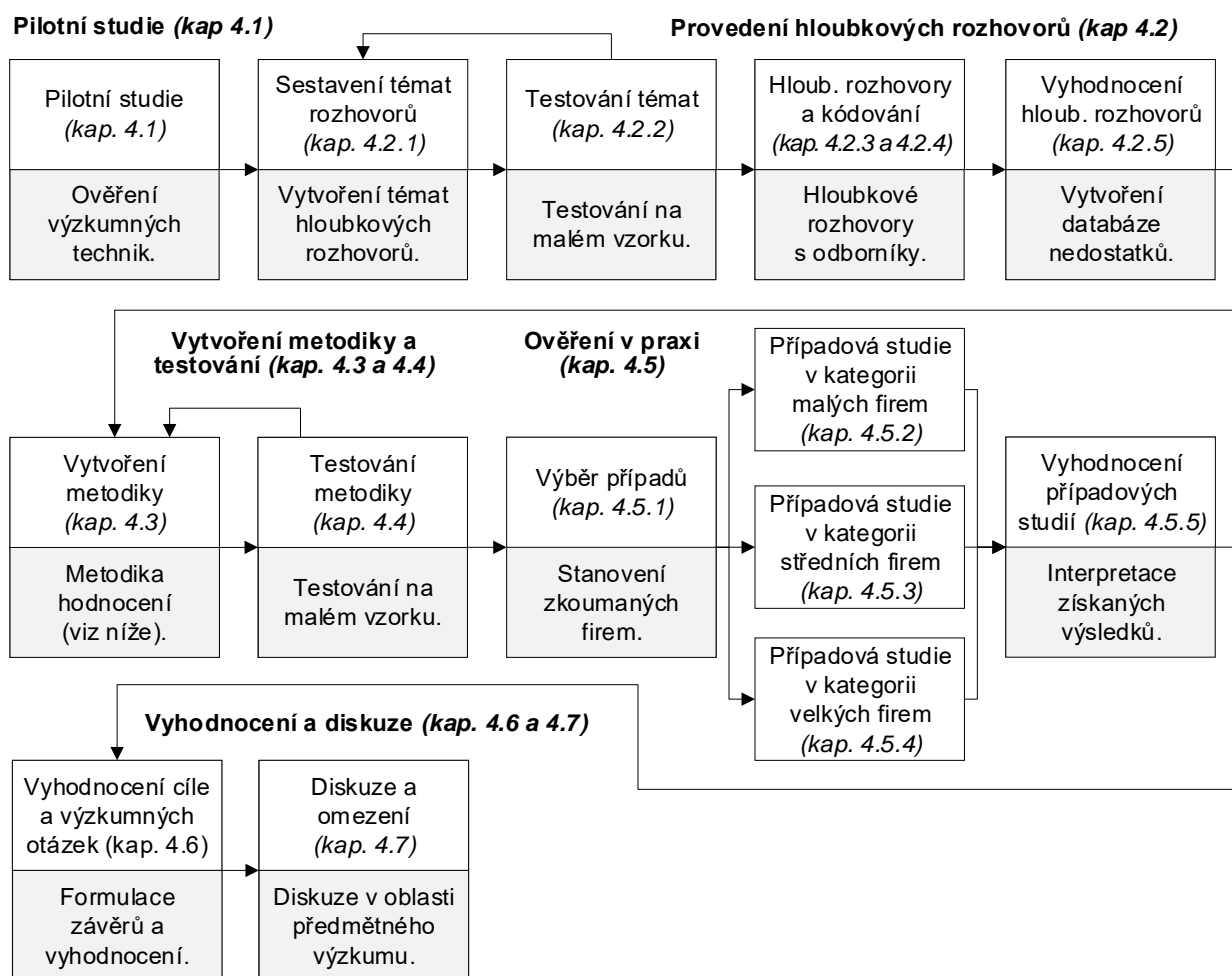 Pilotní studie (kap 4.1)
Provedení hloubkových rozhovorů (kap 4.2)
Pilotní studie
(kap. 4.1)
Ověření
výzkumných
technik.
Sestavení témat
rozhovorů
(kap. 4.2.1)
Vytvoření témat
hloubkových
rozhovorů.
Testování témat
(kap. 4.2.2)
Testování na
malém vzorku.
Hloub. rozhovory
a kódování
(kap. 4.2.3 a 4.2.4)
Hloubkové
rozhovory
s odborníky.
Vyhodnocení
hloub. rozhovorů
(kap. 4.2.5)
Vytvoření
databáze
nedostatků.
Vytvoření metodiky a
testování (kap. 4.3 a 4.4)
Ověření v praxi
(kap. 4.5)
Vytvoření
metodiky
(kap. 4.3)
Metodika
hodnocení
(viz níže).
Testování
metodiky
(kap. 4.4)
Testování na
malém vzorku.
Výběr případů
(kap. 4.5.1)
Stanovení
zkoumaných
firem.
Případová studie
v kategorii
malých firem
(kap. 4.5.2)
Případová studie
v kategorii
středních firem
(kap. 4.5.3)
Případová studie
v kategorii
velkých firem
(kap. 4.5.4)
Vyhodnocení
případových
studií (kap. 4.5.5)
Interpretace
získaných
výsledků.
Vyhodnocení a diskuze (kap. 4.6 a 4.7)
Vyhodnocení cíle
a výzkumných
otázek (kap. 4.6)
Formulace
závěrů a
vyhodnocení.
Diskuze a
omezení
(kap. 4.7)
Diskuze v oblasti
předmětného
výzkumu.